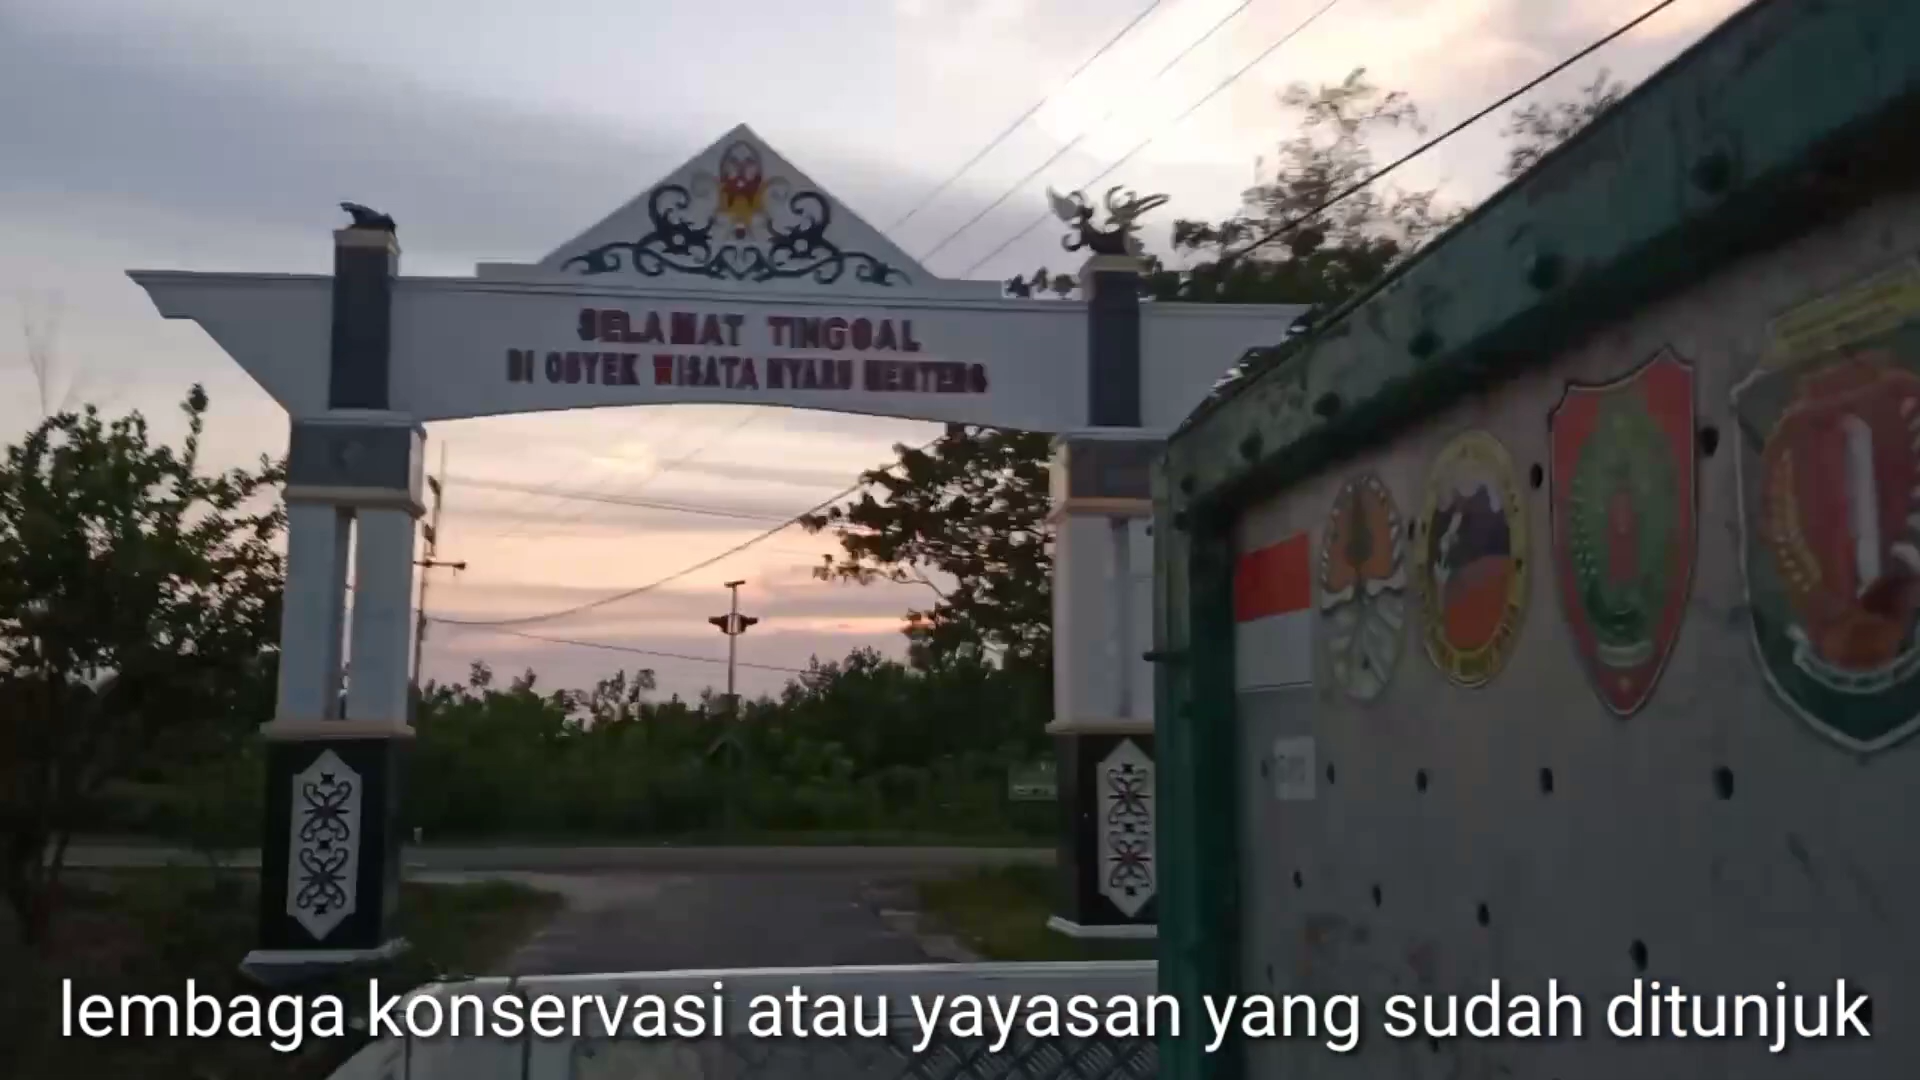 SELAMAT TINGGAL
DI OBYEK WISATA NYARU MENTENG
lembaga konservasi atau yayasan yang sudah ditunjuk